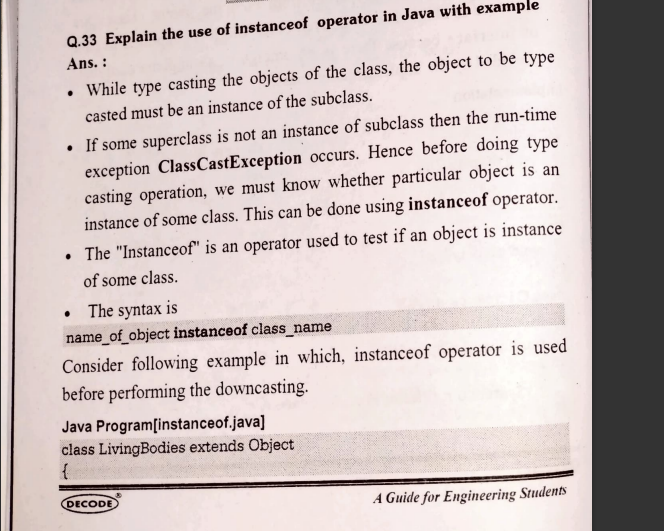 Q.33 Explain the use of instanceof operator in Java with example
Ans. :
• While type casting the objects of the class, the object to be type
casted must be an instance of the subclass.
• If some superclass is not an instance of subclass then the run-time
exception ClassCastException occurs. Hence before doing type
casting operation, we must know whether particular object is an
instance of some class. This can be done using instanceof operator.
• The "Instanceof" is an operator used to test if an object is instance
of some class.
• The syntax is
name_of_object instanceof class_name
Consider following example in which, instanceof operator is used
before performing the downcasting.
Java Program[instanceof.java]
class LivingBodies extends Object
{
DECODE®
A Guide for Engineering Students